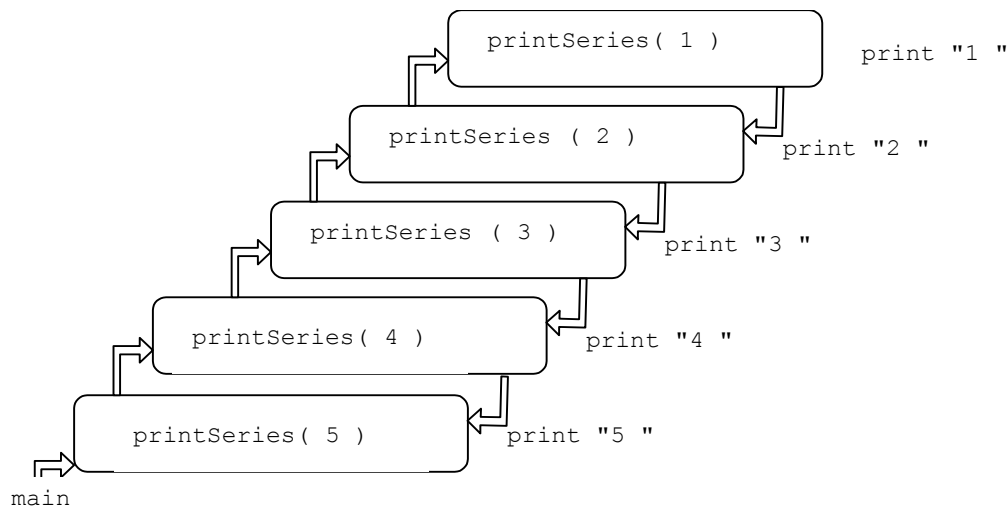 printSeries( 1 )
print "1 "
printSeries ( 2 )
print "2 "
printSeries ( 3 )
print "3 "
printSeries( 4 )
print "4 "
printSeries( 5 )
print "5 "
main